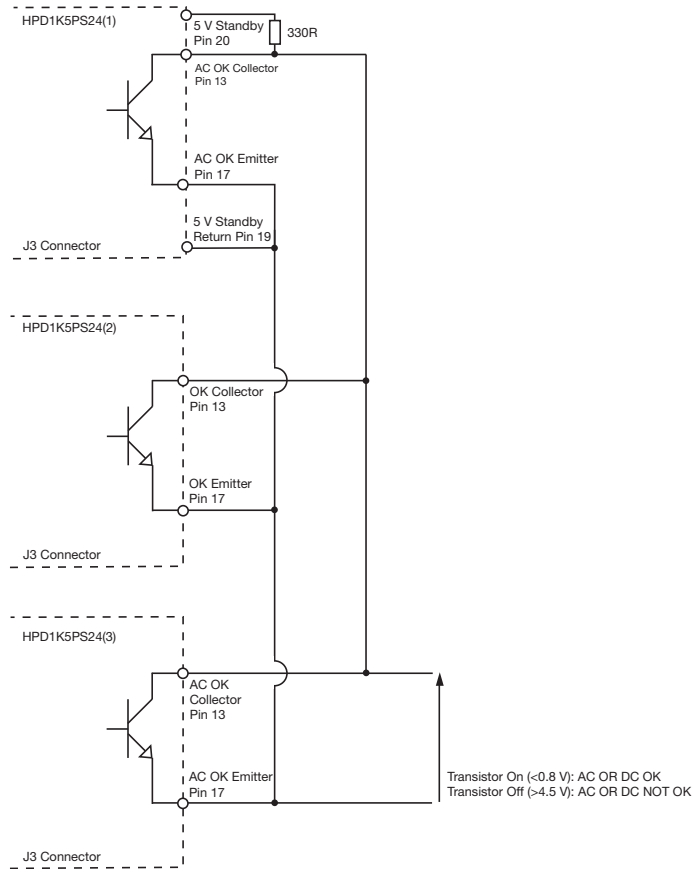 HPD1K5PS24(1)
5 V Standby
Pin 20
330R
AC OK Collector
Pin 13
AC OK Emitter
Pin 17
5 V Standby
Return Pin 19
J3 Connector
HPD1K5PS24(2)
OK Collector
Pin 13
OK Emitter
Pin 17
J3 Connector
HPD1K5PS24(3)
AC OK
Collector
Pin 13
AC OK Emitter
Pin 17
Transistor On (<0.8 V): AC OR DC OK
Transistor Off (>4.5 V): AC OR DC NOT OK
J3 Connector